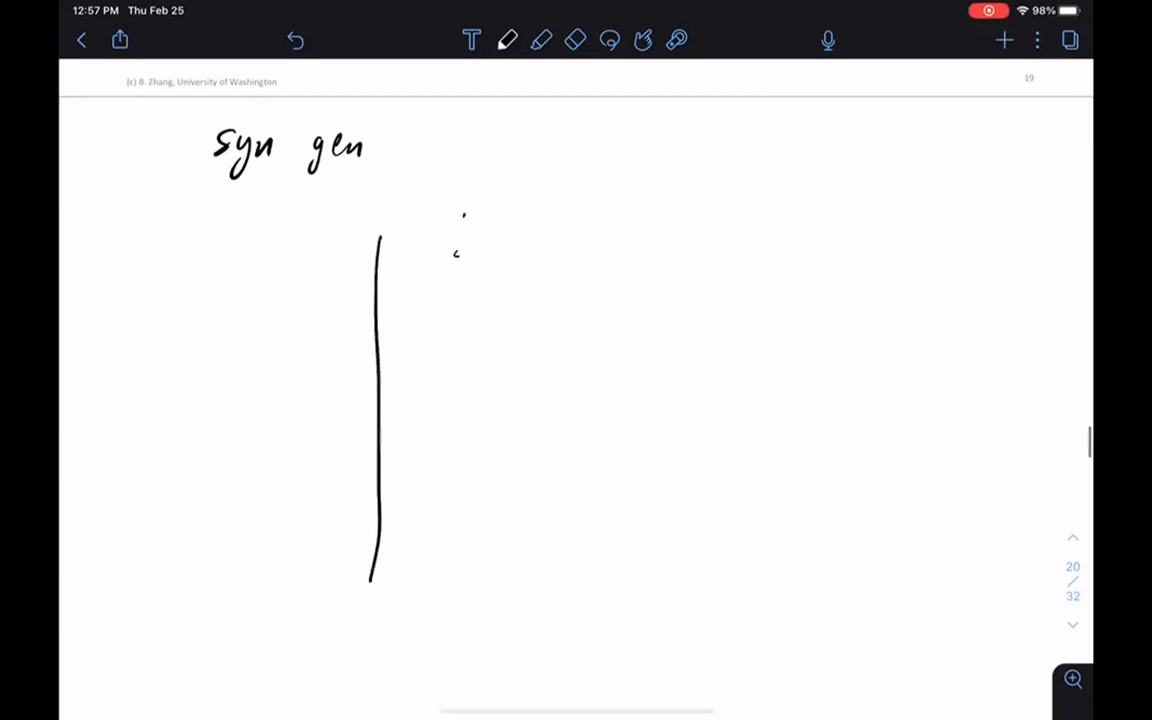 12:57 PM Thu Feb 25
98%
T
(c) B. Zhang, University of Washington
19
syn gen
20
/
32